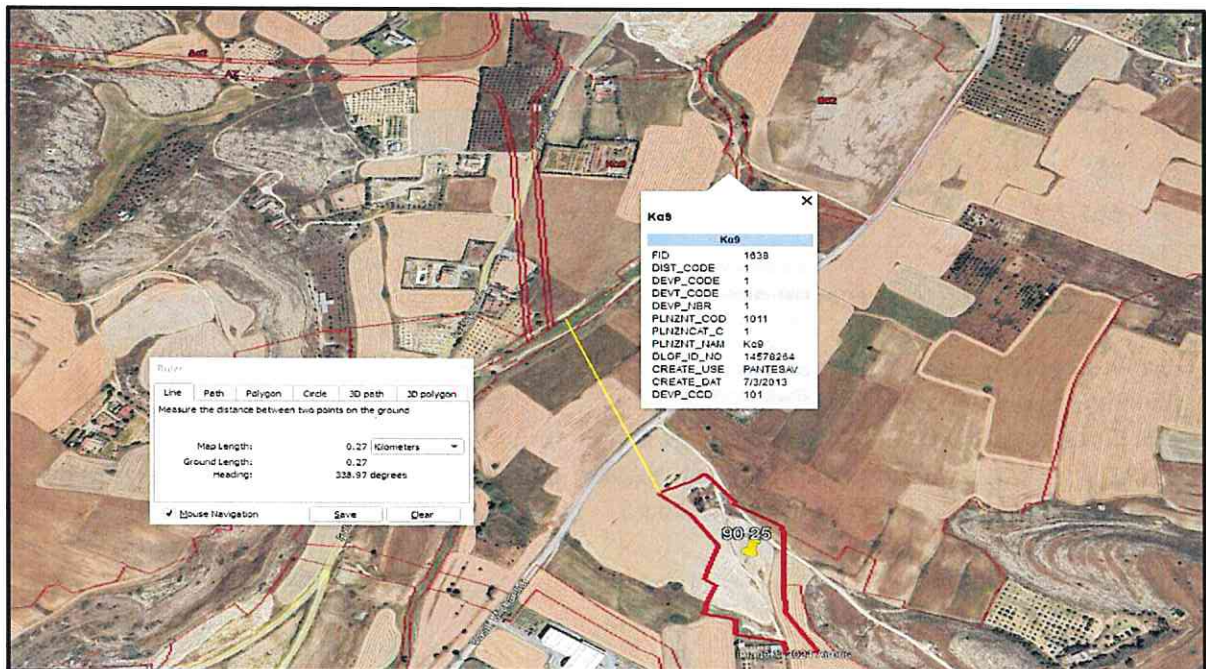 Ka9
Ka9
FID 1638
DIST_CODE 1
DEVP_CODE 1
DEVT_CODE 1
DEVP_NBR 1
PLNZNT_COD 1011
PLNZNCAT_C 1
PLNZNT_NAM Ka9
DLGF_ID_NO 14578264
CREATE_USE PANTESAV
CREATE_DAT 7/3/2013
DEVP_CCD 101
Ruler
Line Path Polygon Circle 3D path 3D polygon
Measure the distance between two points on the ground
Map Length: 0.27 Kilometers
Ground Length: 0.27
Heading: 338.97 degrees
Mouse Navigation Save Clear
90-25